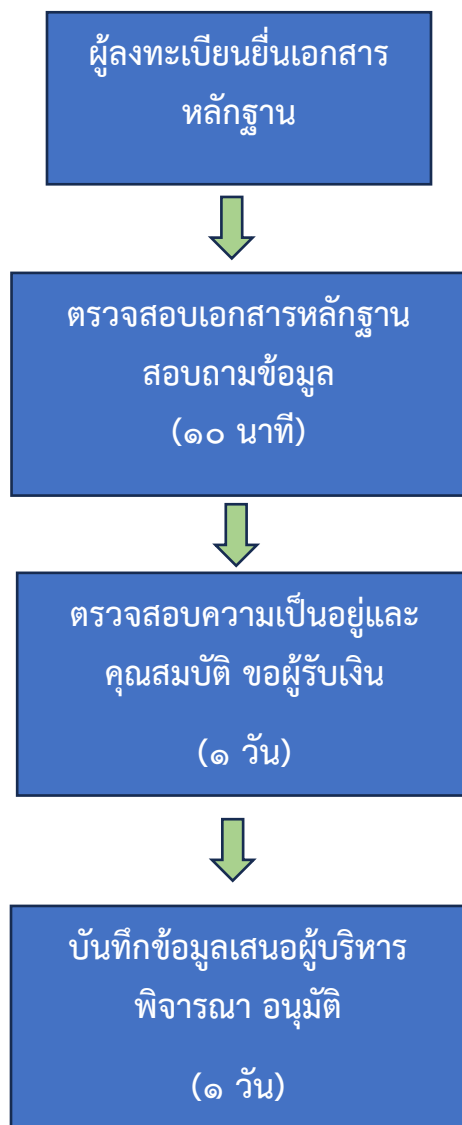 ผู้ลงทะเบียนยื่นเอกสาร
หลักฐาน
ตรวจสอบเอกสารหลักฐาน
สอบถามข้อมูล
(๑๐ นาที)
ตรวจสอบความเป็นอยู่และ
คุณสมบัติ ขอผู้รับเงิน
(๑ วัน)
บันทึกข้อมูลเสนอผู้บริหาร
พิจารณา อนุมัติ
(๑ วัน)